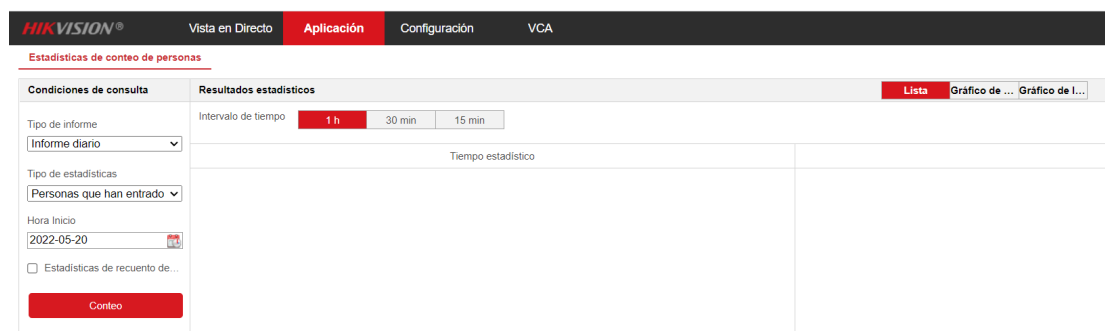 HIKVISION® Vista en Directo Aplicación Configuración VCA
Estadísticas de conteo de personas
Condiciones de consulta Resultados estadísticos Lista Gráfico de ... Gráfico de l...
Tipo de informe Intervalo de tiempo 1 h 30 min 15 min
Informe diario
Tiempo estadístico
Tipo de estadísticas
Personas que han entrado
Hora Inicio
2022-05-20
Estadísticas de recuento de...
Conteo